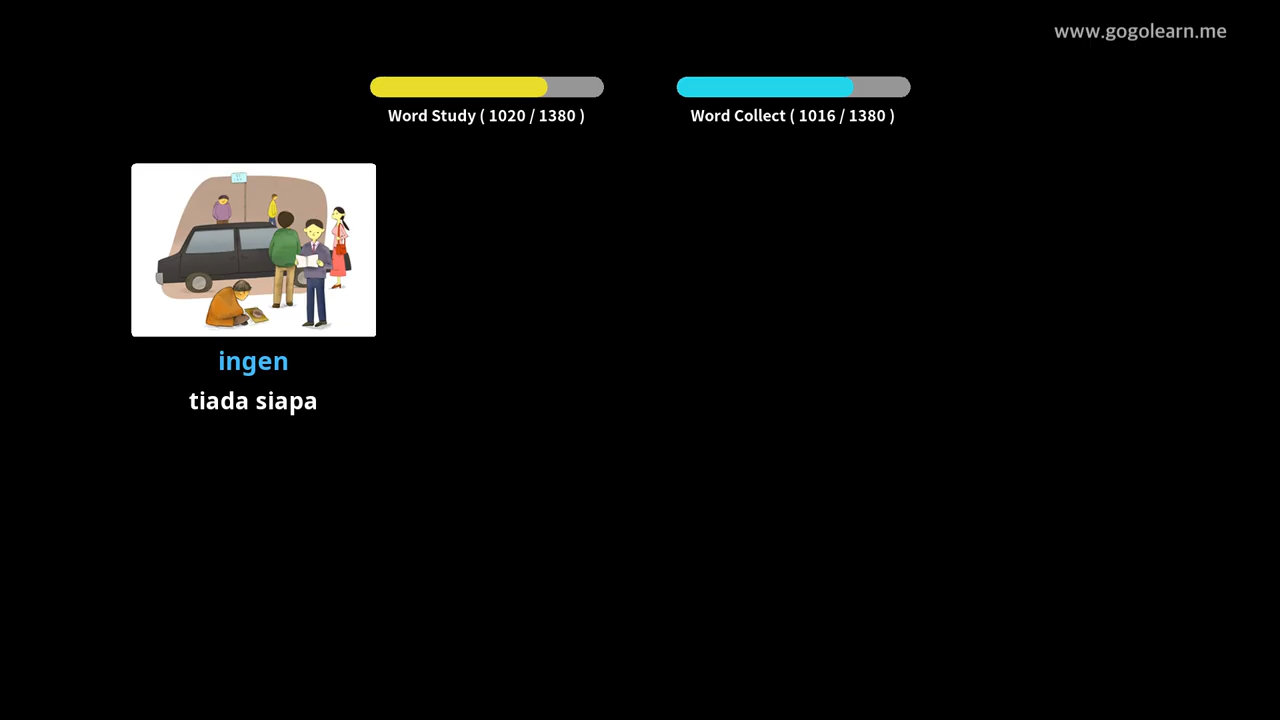 www.gogolearn.me
Word Study ( 1020 / 1380 )
Word Collect ( 1016 / 1380 )
ingen
tiada siapa